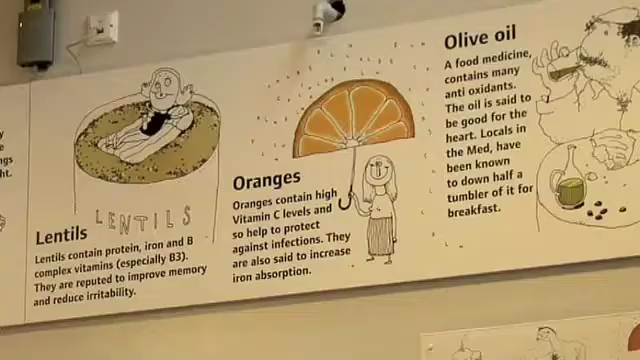 LENTILS
Lentils
Lentils contain protein, iron and B
complex vitamins (especially B3).
They are reputed to improve memory
and reduce irritability.
Oranges
Oranges contain high
Vitamin C levels and
so help to protect
against infections. They
are also said to increase
iron absorption.
Olive oil
A food medicine,
contains many
anti oxidants.
The oil is said to
be good for the
heart. Locals in
the Med, have
been known
to down half a
tumbler of it for
breakfast.